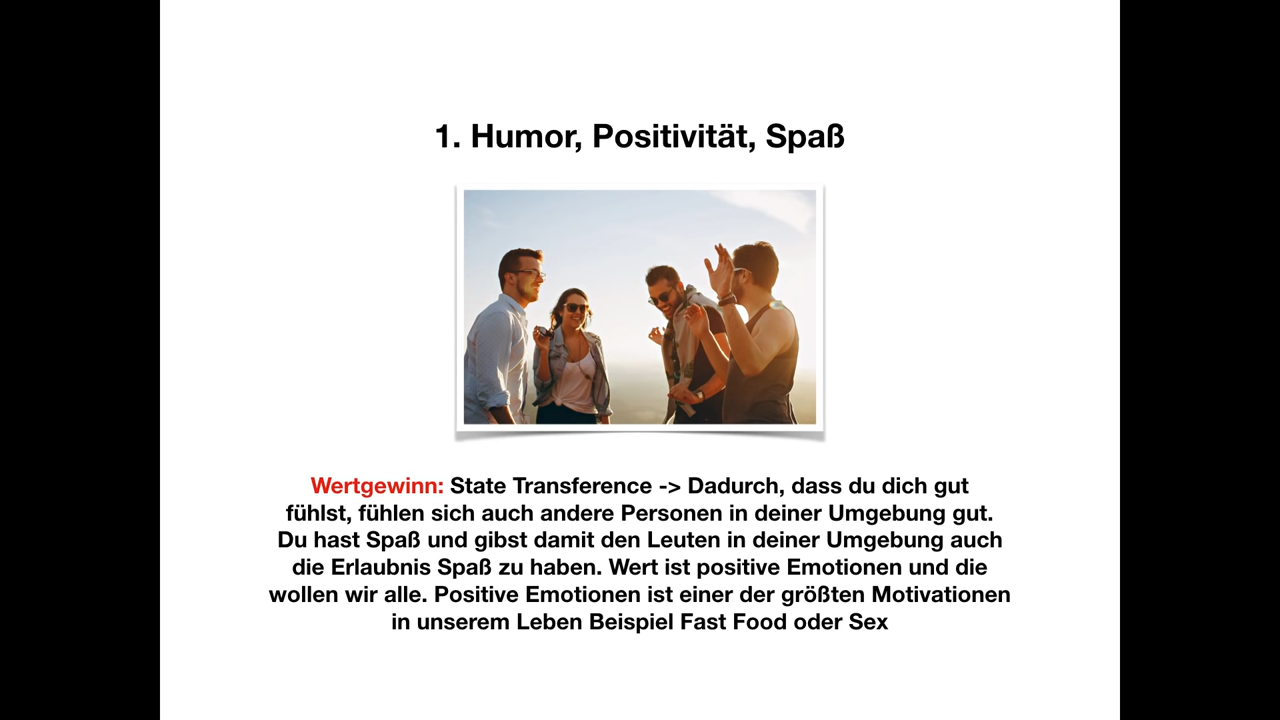 1. Humor, Positivität, Spaß
Wertgewinn: State Transference -> Dadurch, dass du dich gut
fühlst, fühlen sich auch andere Personen in deiner Umgebung gut.
Du hast Spaß und gibst damit den Leuten in deiner Umgebung auch
die Erlaubnis Spaß zu haben. Wert ist positive Emotionen und die
wollen wir alle. Positive Emotionen ist einer der größten Motivationen
in unserem Leben Beispiel Fast Food oder Sex